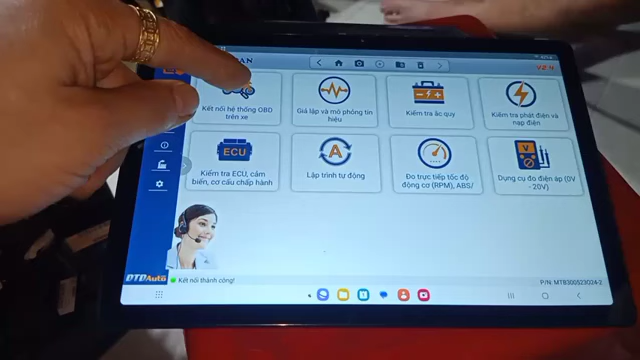 V2.4
Kết nối hệ thống OBD
trên xe
Giả lập và mô phỏng tín
hiệu
Kiểm tra ắc quy
Kiểm tra phát điện và
nạp điện
ECU
Kiểm tra ECU, cảm
biến, cơ cấu chấp hành
A
Lập trình tự động
Đo trực tiếp tốc độ
động cơ (RPM), ABS/
V
Dụng cụ đo điện áp (0V
- 20V)
DTDAuto
Kết nối thành công!
P/N: MTB300523024-2